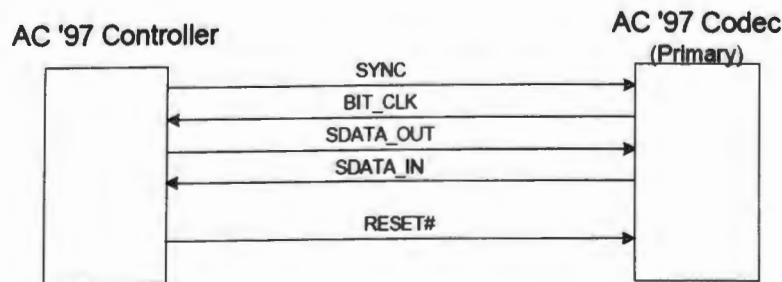 AC '97 Controller
AC '97 Codec
(Primary)
SYNC
BIT_CLK
SDATA_OUT
SDATA_IN
RESET#